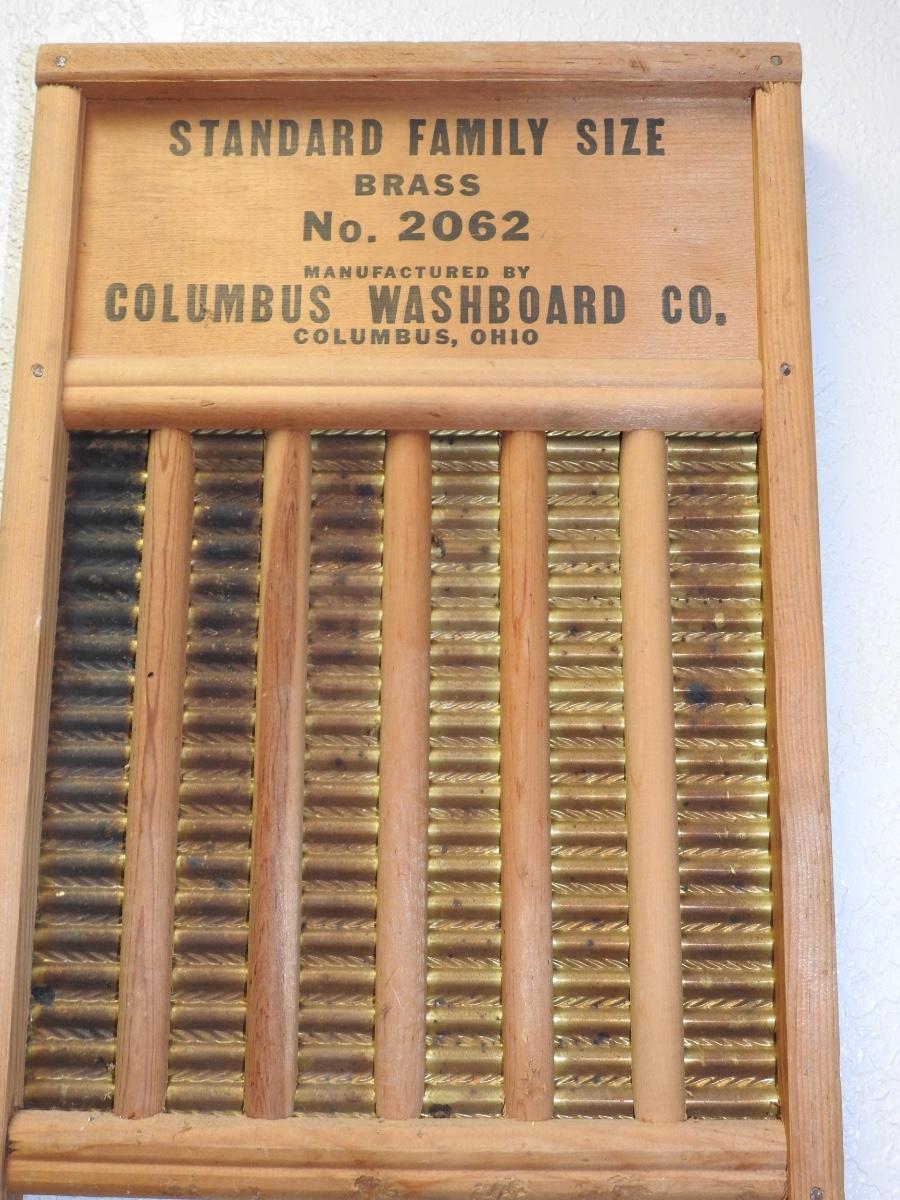 STANDARD FAMILY SIZE
BRASS
No. 2062
MANUFACTURED BY
COLUMBUS WASHBOARD CO.
COLUMBUS, OHIO